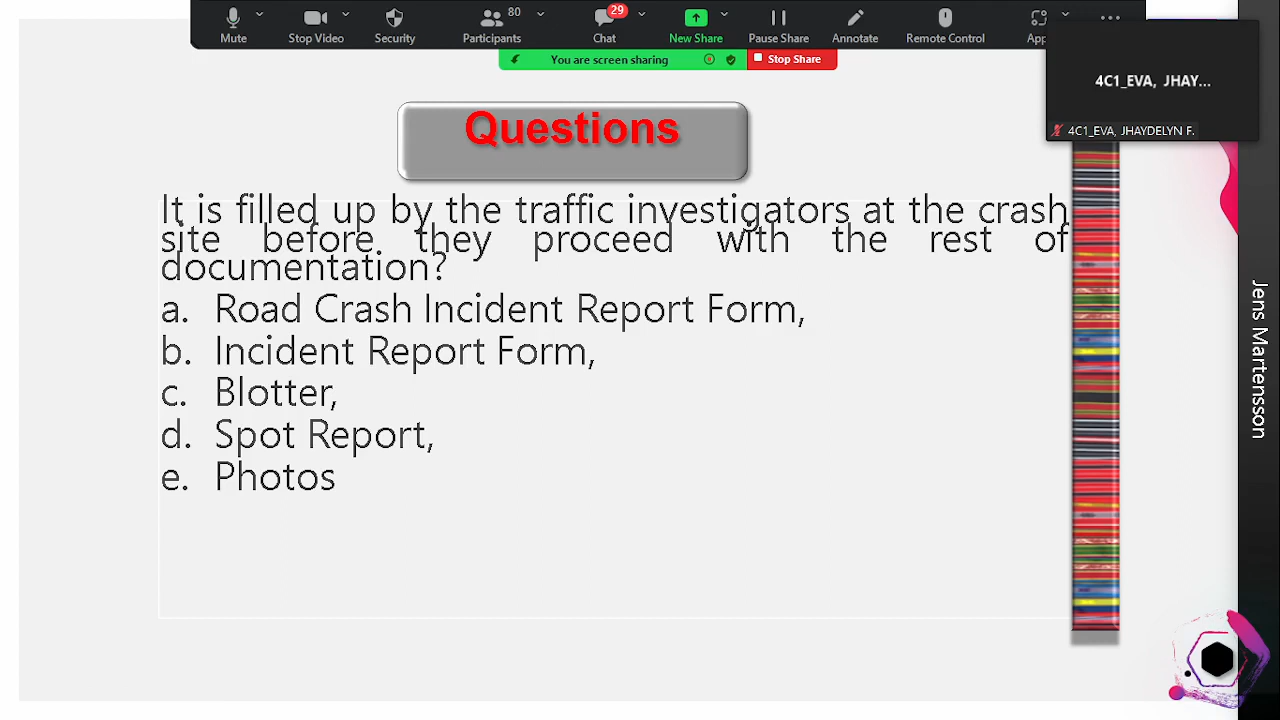 80
29
Mute
Stop Video
Security
Participants
Chat
New Share
Pause Share
Annotate
Remote Control
App
You are screen sharing
Stop Share
4C1_EVA, JHAY...
4C1_EVA, JHAYDELYN F.
Questions
It is filled up by the traffic investigators at the crash
site before they proceed with the rest of
documentation?
a. Road Crash Incident Report Form,
b. Incident Report Form,
c. Blotter,
d. Spot Report,
e. Photos
Jens Martensson